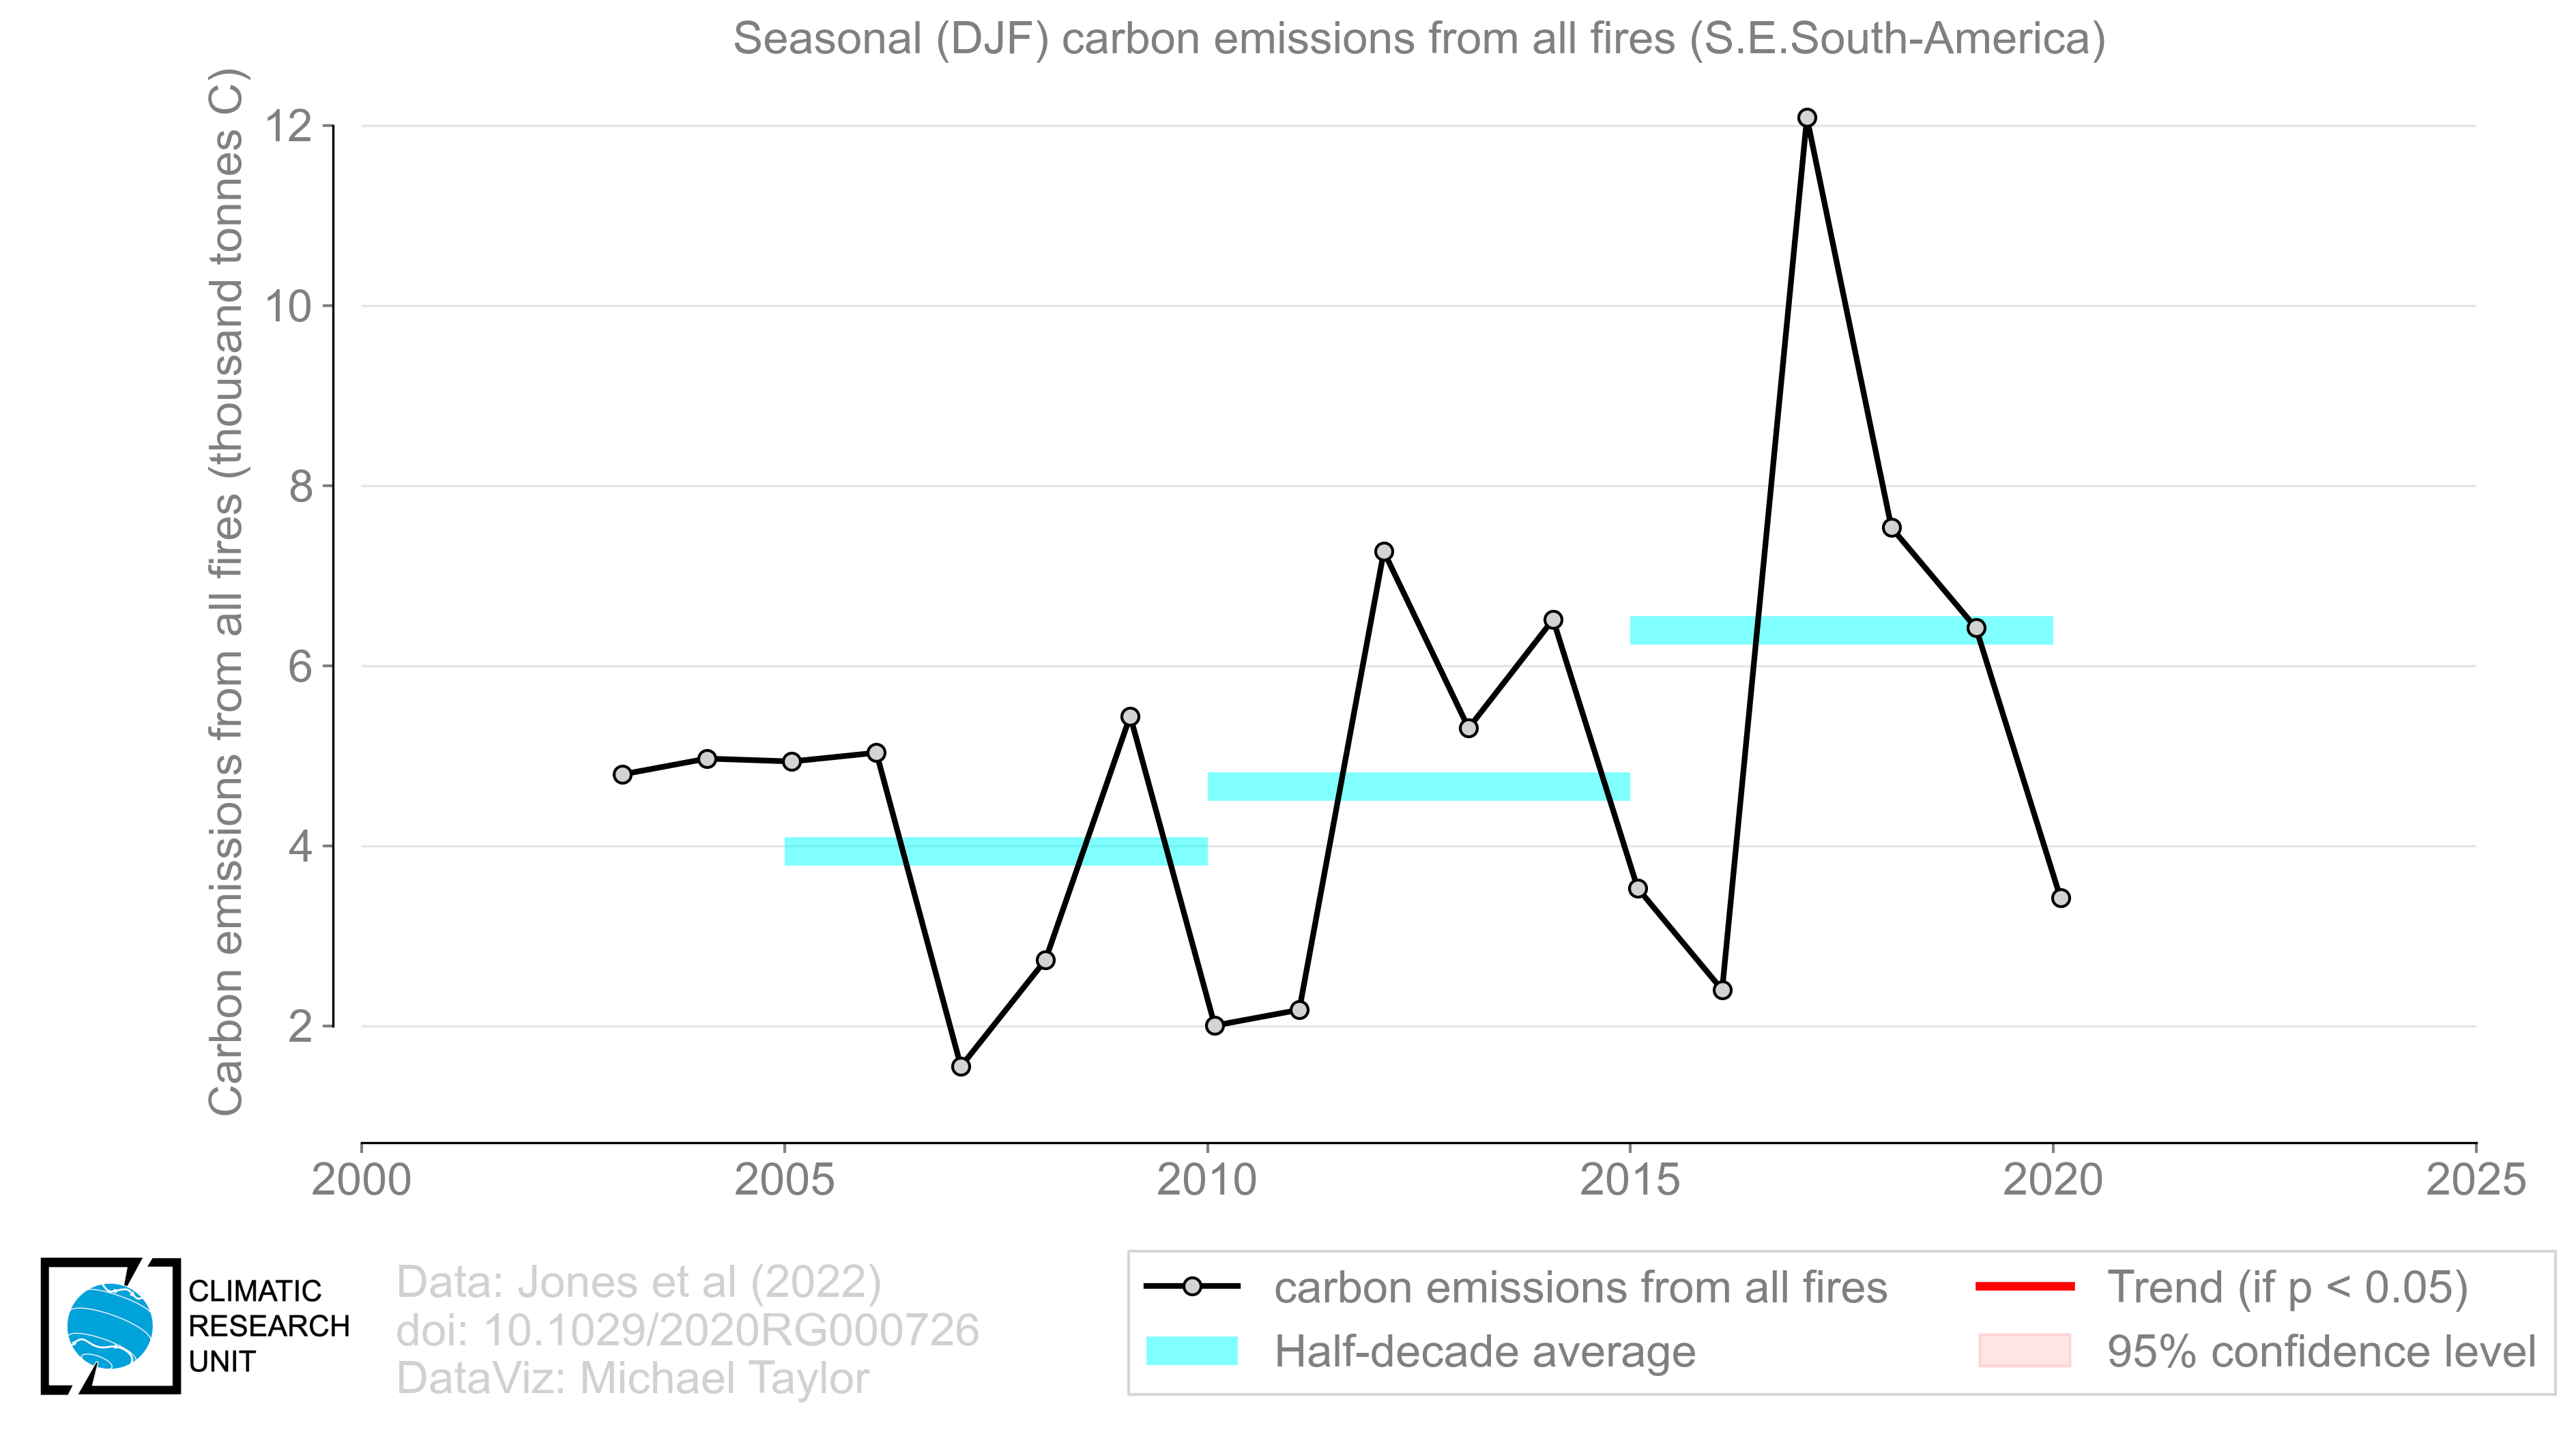 Seasonal (DJF) carbon emissions from all fires (S.E.South-America)
Carbon emissions from all fires (thousand tonnes C)
12
10
8
6
4
2
2000
2005
2010
2015
2020
2025
CLIMATIC
RESEARCH
UNIT
Data: Jones et al (2022)
doi: 10.1029/2020RG000726
DataViz: Michael Taylor
carbon emissions from all fires
Half-decade average
Trend (if p < 0.05)
95% confidence level